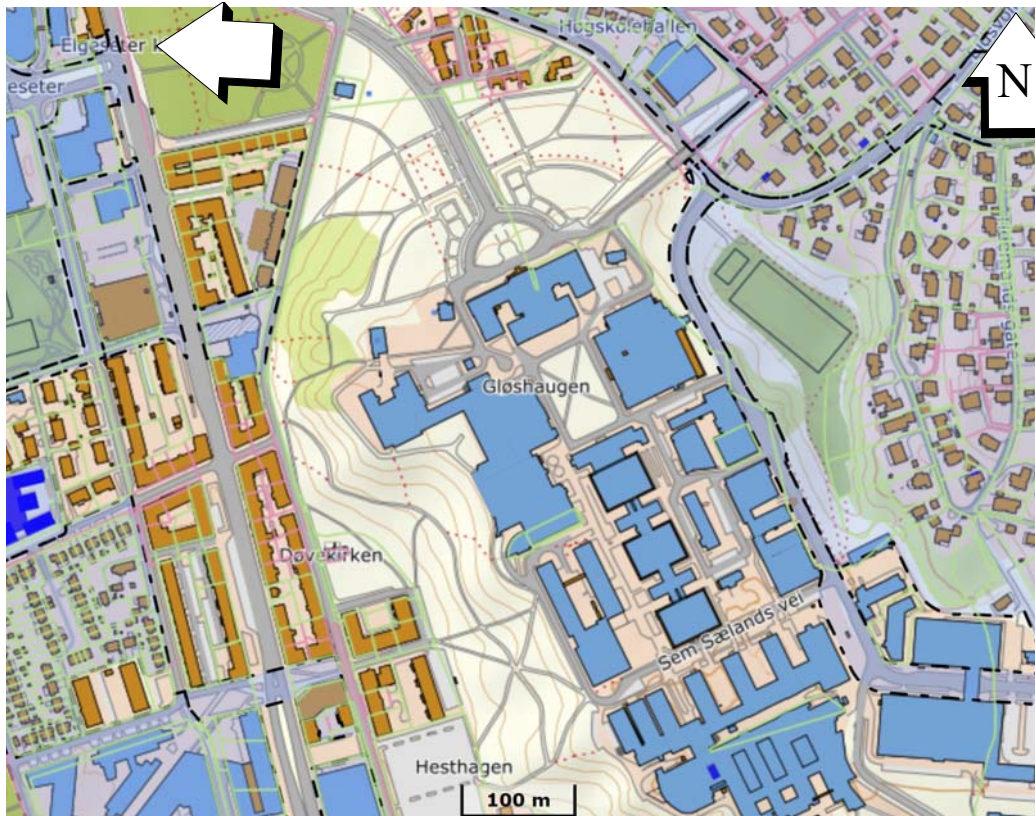 Elgeseter
Høgskolehallen
N
eseter
Gløshaugen
Døvekirken
Sem Sælands vei
Hesthagen
100 m